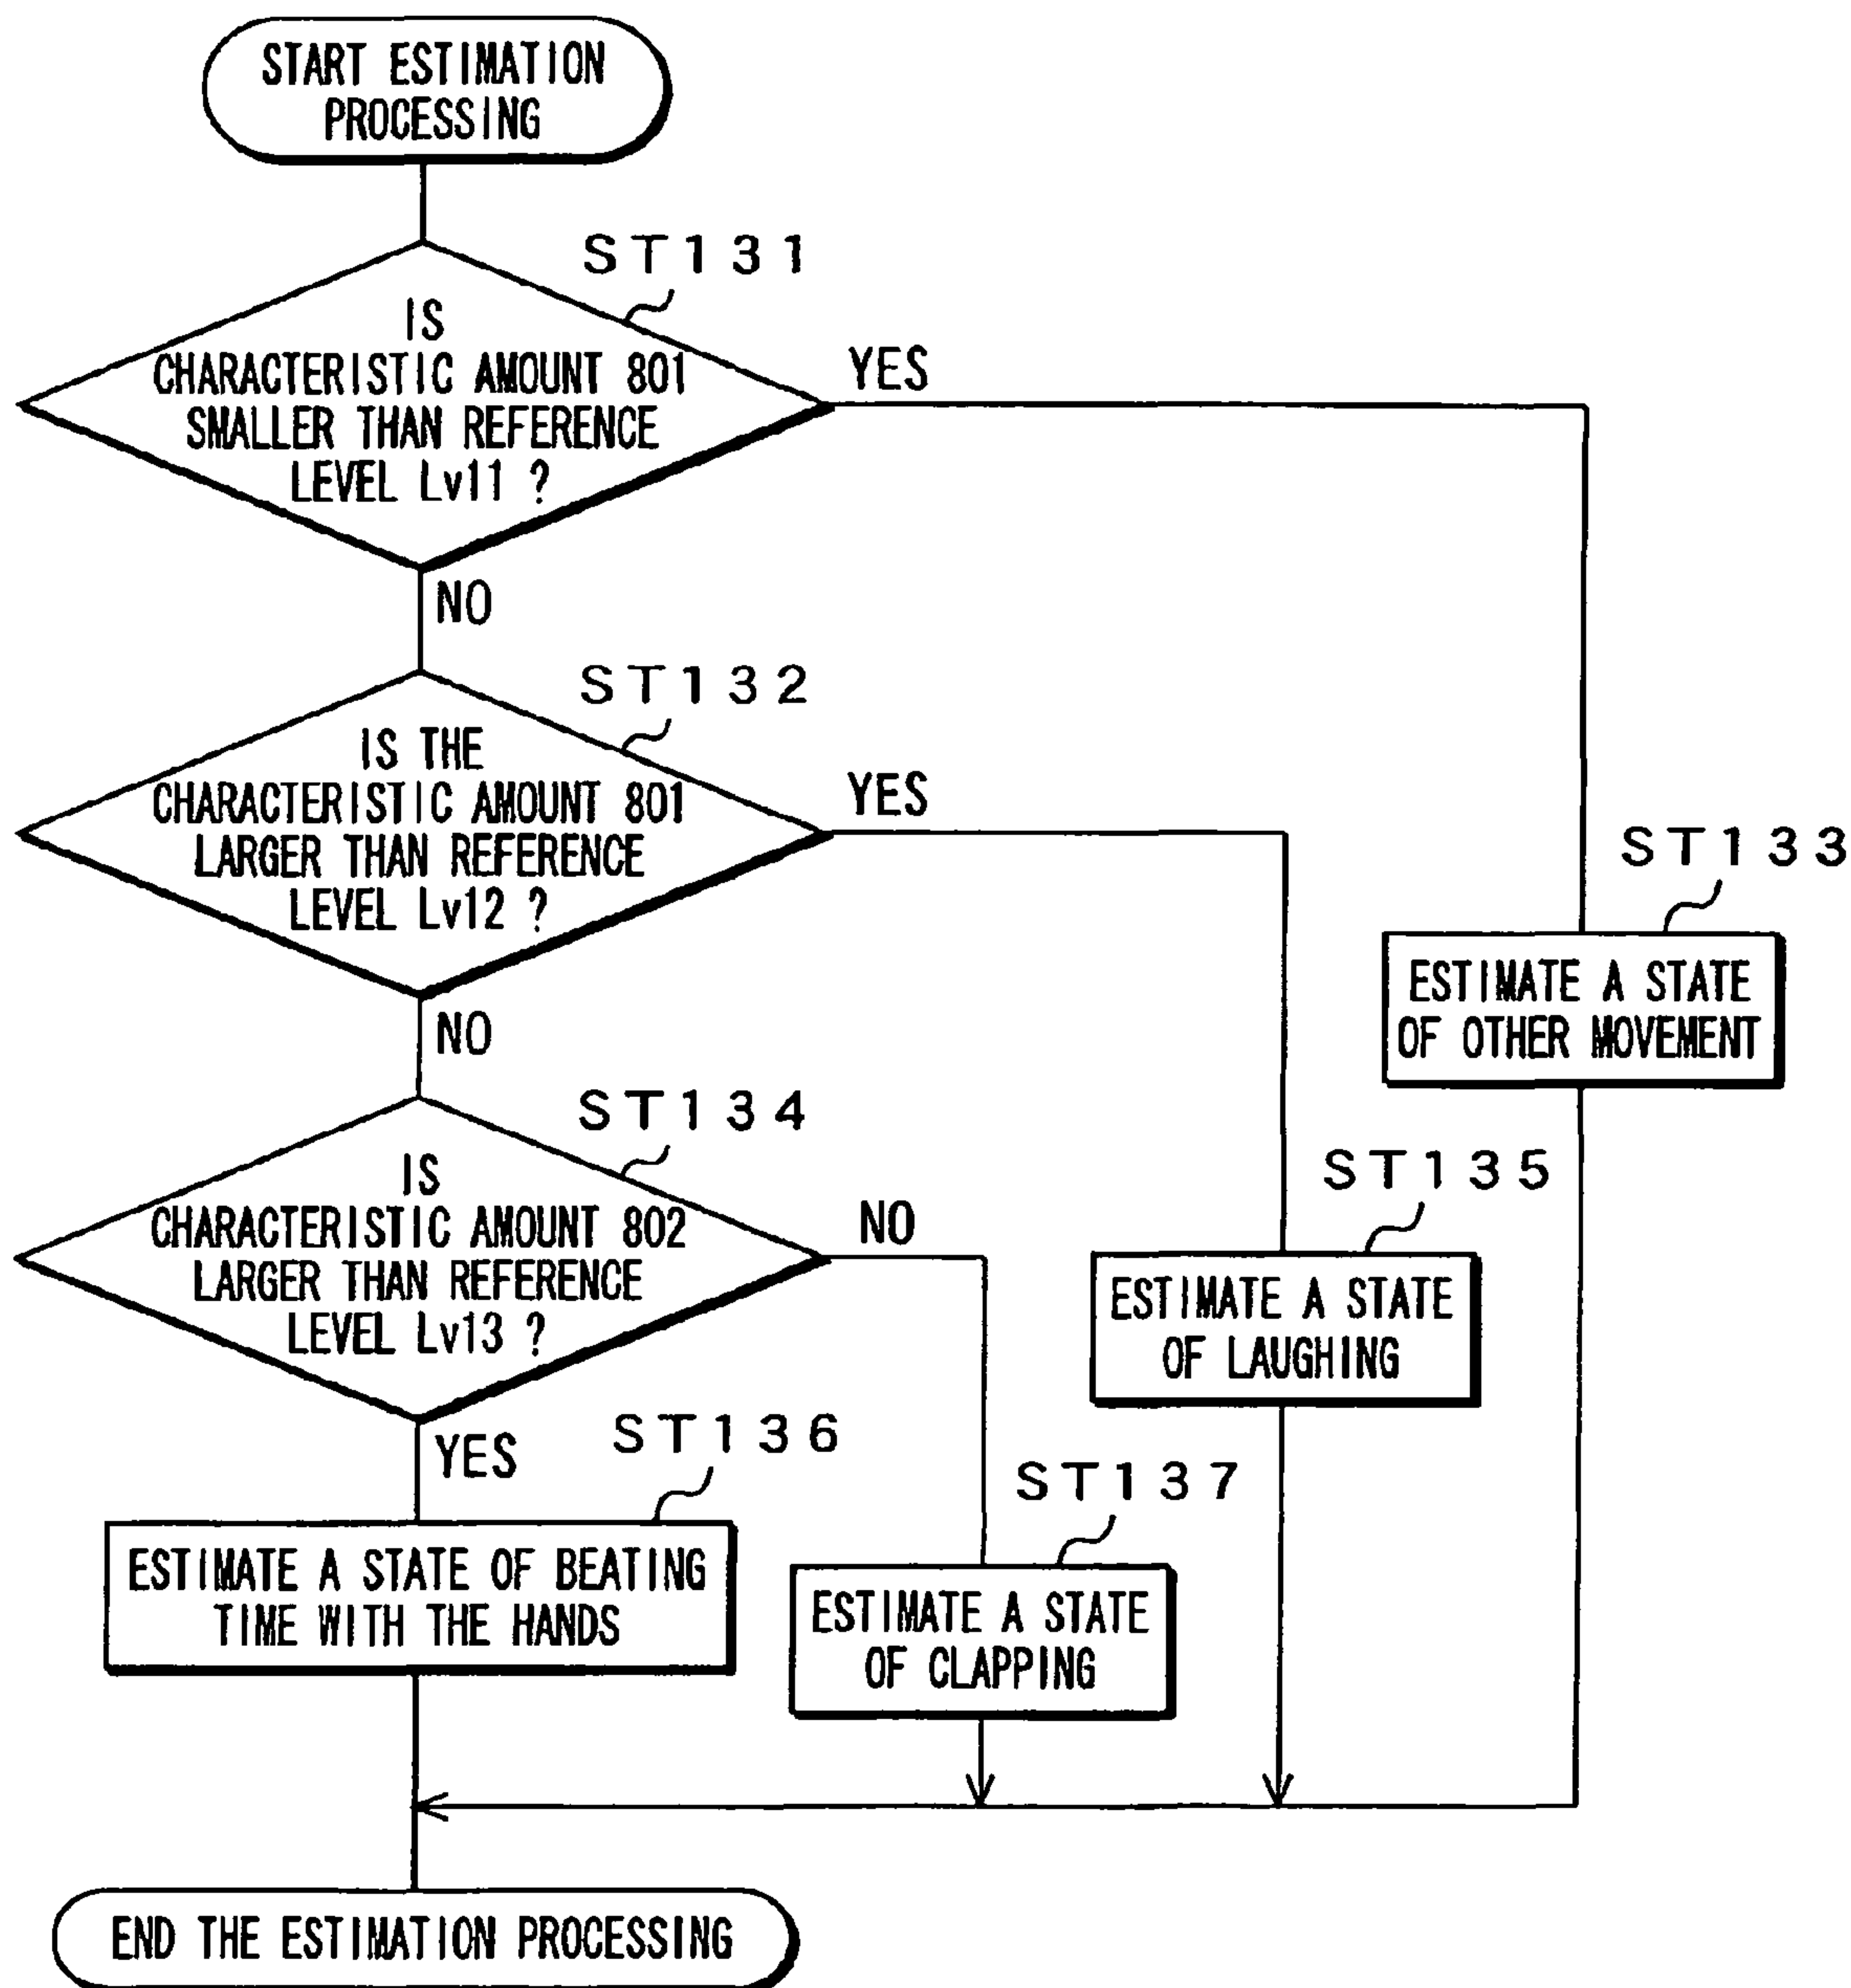 START ESTIMATION
PROCESSING
ST131
IS
CHARACTERISTIC AMOUNT 801
SMALLER THAN REFERENCE
LEVEL Lv11 ?
YES
NO
ST132
IS THE
CHARACTERISTIC AMOUNT 801
LARGER THAN REFERENCE
LEVEL Lv12 ?
YES
NO
ST133
ESTIMATE A STATE
OF OTHER MOVEMENT
ST134
IS
CHARACTERISTIC AMOUNT 802
LARGER THAN REFERENCE
LEVEL Lv13 ?
NO
YES
ST135
ESTIMATE A STATE
OF LAUGHING
ST136
ESTIMATE A STATE OF BEATING
TIME WITH THE HANDS
ST137
ESTIMATE A STATE
OF CLAPPING
END THE ESTIMATION PROCESSING